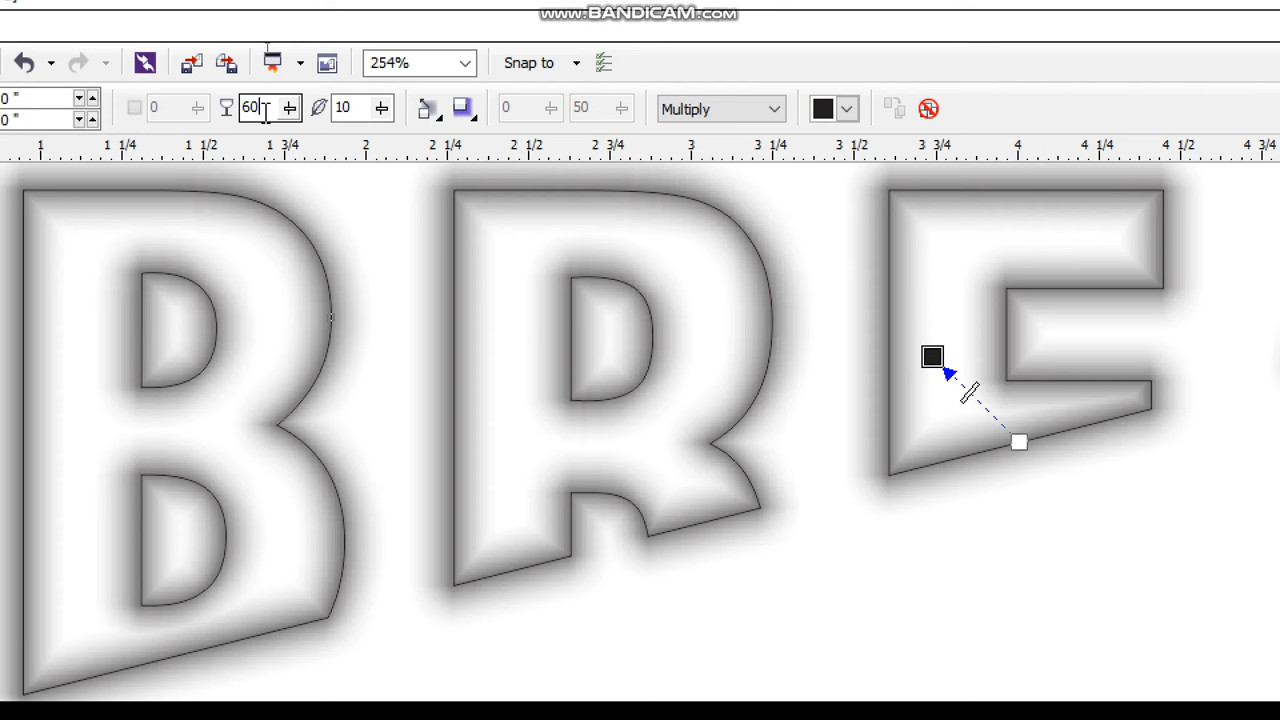 www.BANDICAM.com
254% Snap to
0 " 0 60 10 0 50 Multiply
0 "
1 1 1/4 1 1/2 1 3/4 2 2 1/4 2 1/2 2 3/4 3 3 1/4 3 1/2 3 3/4 4 4 1/4 4 1/2 4 3/4
B R E